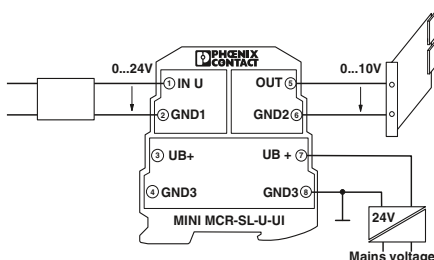 PHOENIX
CONTACT
0...24V
① IN U
OUT ⑤
0...10V
② GND1
GND2 ⑥
③ UB+
UB + ⑦
④ GND3
GND3 ⑧
24V
MINI MCR-SL-U-UI
Mains voltage